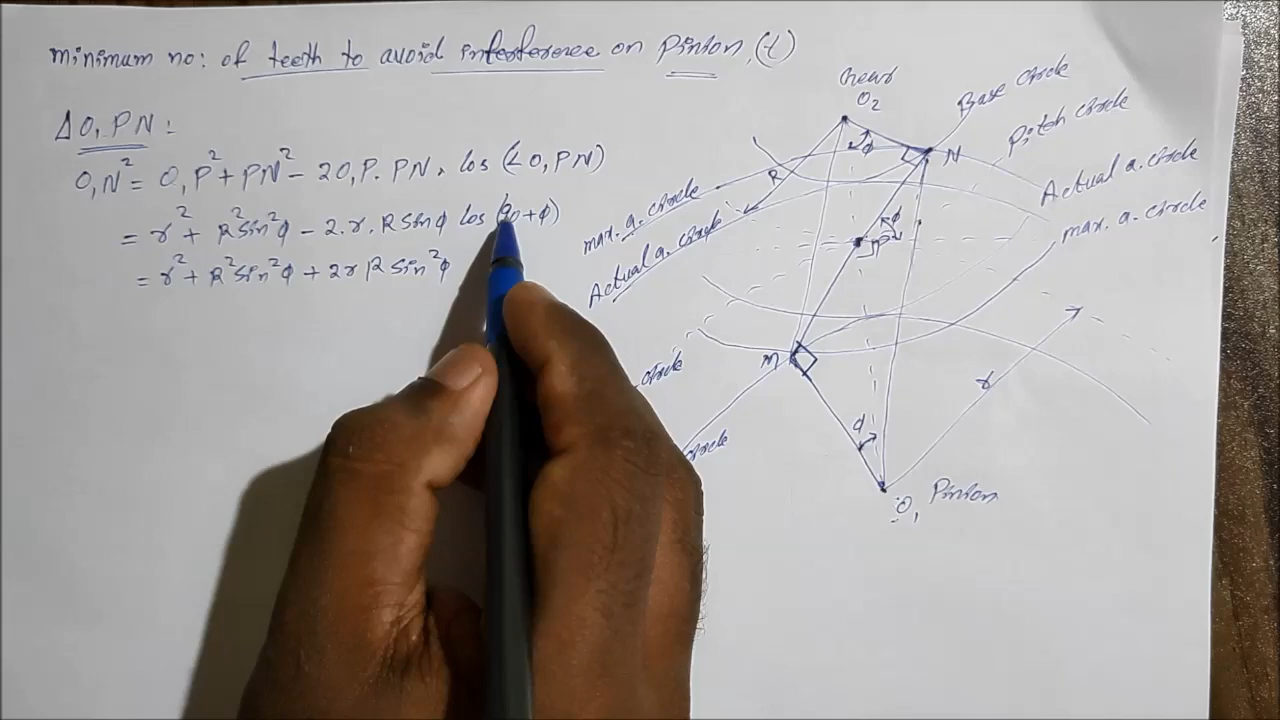 minimum no: of teeth to avoid interference on Pinion, (t)
Δ O₁PN:
O₁N² = O₁P² + PN² - 2O₁P. PN × cos (∠O₁PN)
= r² + R²sin²φ - 2.r.R sinφ cos (90+φ)
= r² + R²sin²φ + 2rR sin²φ
Gear
O₂
Base circle
Pitch circle
Actual a. circle
max. a. circle
max. a. circle
Actual a. circle
φ
N
R
φ
P
M
circle
circle
r
φ
O₁ Pinion